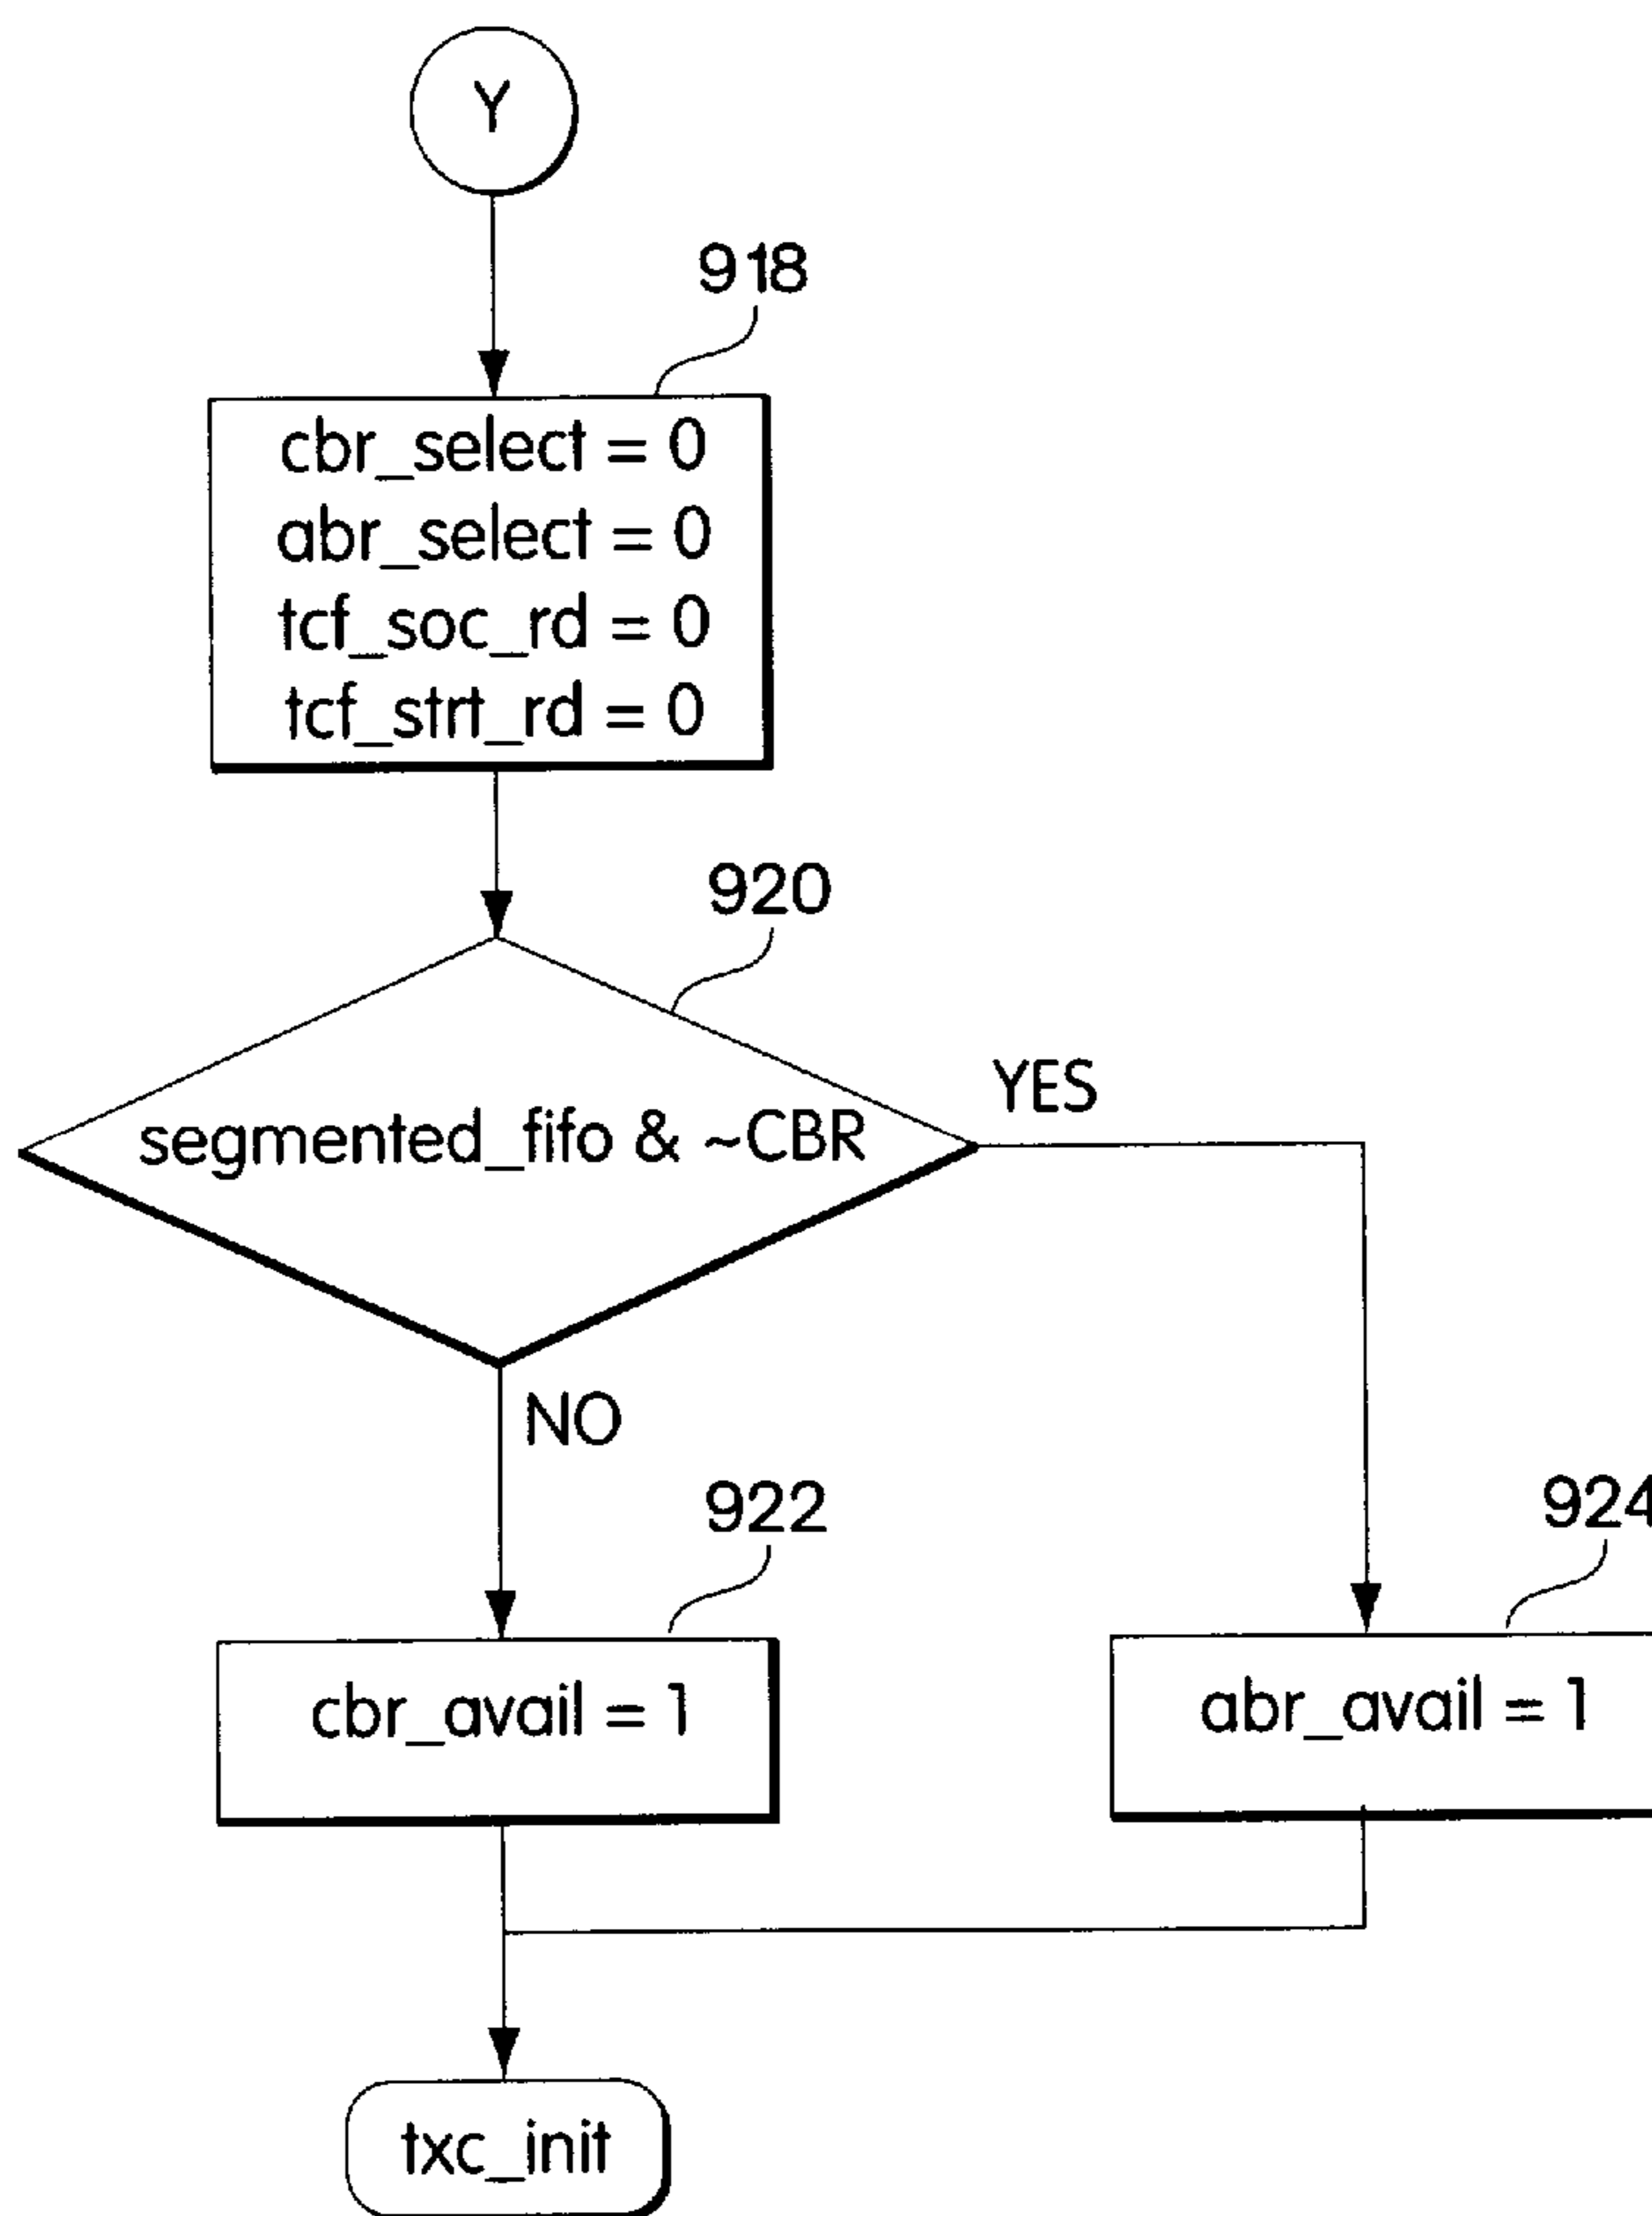 Y
918
cbr_select = 0
abr_select = 0
tcf_soc_rd = 0
tcf_strt_rd = 0
920
segmented_fifo & ~CBR
YES
NO
922
924
cbr_avail = 1
abr_avail = 1
txc_init